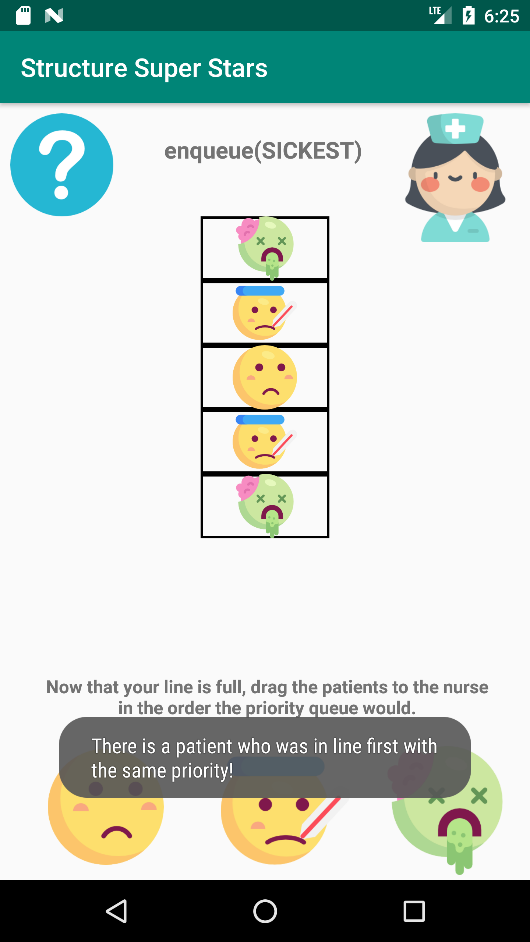 LTE 6:25
Structure Super Stars
?
enqueue(SICKEST)
Now that your line is full, drag the patients to the nurse
in the order the priority queue would.
There is a patient who was in line first with
the same priority!